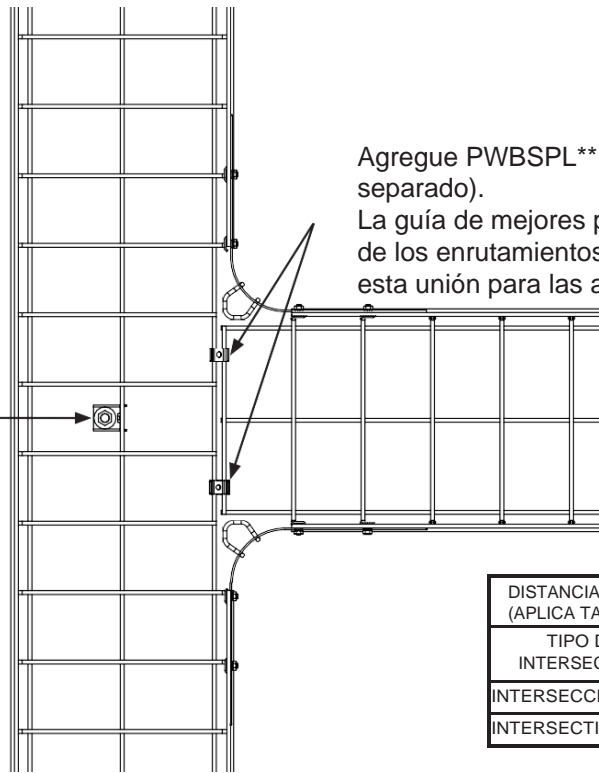 Agregue PWBSPL**
separado).
La guía de mejores p
de los enrutamientos
esta unión para las a
DISTANCIA
(APLICA TA
TIPO D
INTERSEC
INTERSECCI
INTERSECTI